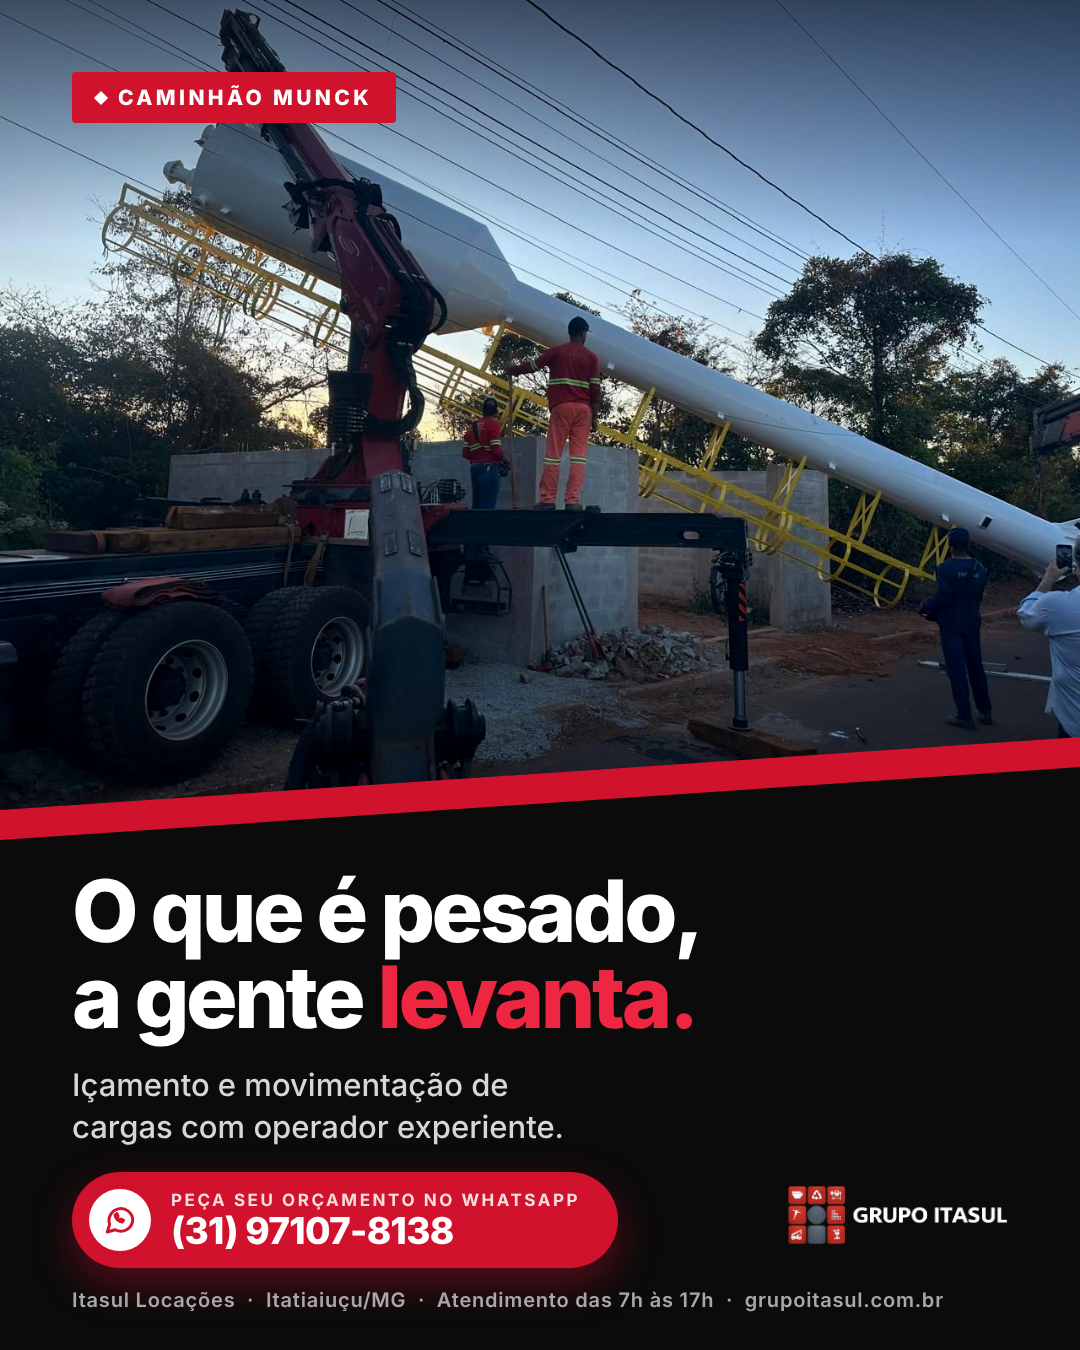 ◆ CAMINHÃO MUNCK
O que é pesado,
a gente levanta.
Içamento e movimentação de
cargas com operador experiente.
PEÇA SEU ORÇAMENTO NO WHATSAPP
(31) 97107-8138
GRUPO ITASUL
Itasul Locações · Itatiaiuçu/MG · Atendimento das 7h às 17h · grupoitasul.com.br